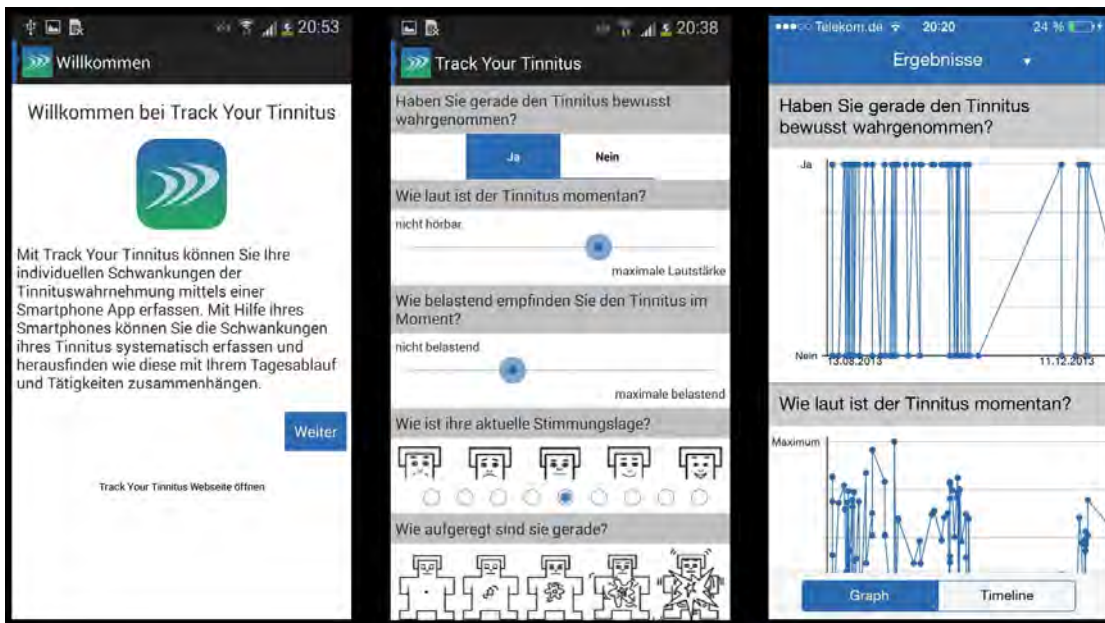 20:53
Willkommen
Willkommen bei Track Your Tinnitus
Mit Track Your Tinnitus können Sie Ihre
individuellen Schwankungen der
Tinnituswahrnehmung mittels einer
Smartphone App erfassen. Mit Hilfe ihres
Smartphones können Sie die Schwankungen
ihres Tinnitus systematisch erfassen und
herausfinden wie diese mit Ihrem Tagesablauf
und Tätigkeiten zusammenhängen.
Weiter
Track Your Tinnitus Webseite öffnen
20:38
Track Your Tinnitus
Haben Sie gerade den Tinnitus bewusst
wahrgenommen?
Ja Nein
Wie laut ist der Tinnitus momentan?
nicht hörbar
maximale Lautstärke
Wie belastend empfinden Sie den Tinnitus im
Moment?
nicht belastend
maximale belastend
Wie ist ihre aktuelle Stimmungslage?
Wie aufgeregt sind sie gerade?
Telekom.de 20:20 24 %
Ergebnisse
Haben Sie gerade den Tinnitus
bewusst wahrgenommen?
Ja
Nein
13.08.2013 11.12.2013
Wie laut ist der Tinnitus momentan?
Maximum
Graph Timeline